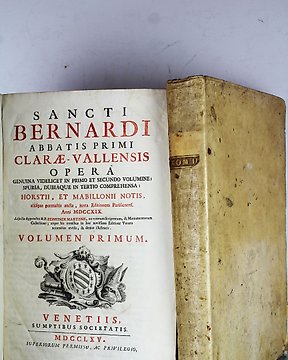 SANCTI
BERNARDI
ABBATIS PRIMI
CLARÆ-VALLENSIS
OPERA
GENUINA VIDELICET IN PRIMO ET SECUNDO VOLUMINE:
SPURIA, DUBIAQUE IN TERTIO COMPREHENSA:
HORSTII, ET MABILLONII NOTIS,
aliisque permultis aucta, juxta Editionem Parisiensem
Anni MDCCXIX.
VOLUMEN PRIMUM.
VENETIIS,
SUMPTIBUS SOCIETATIS.
MDCCLXV.
SUPERIORUM PERMISSU, AC PRIVILEGIO.
TOM I